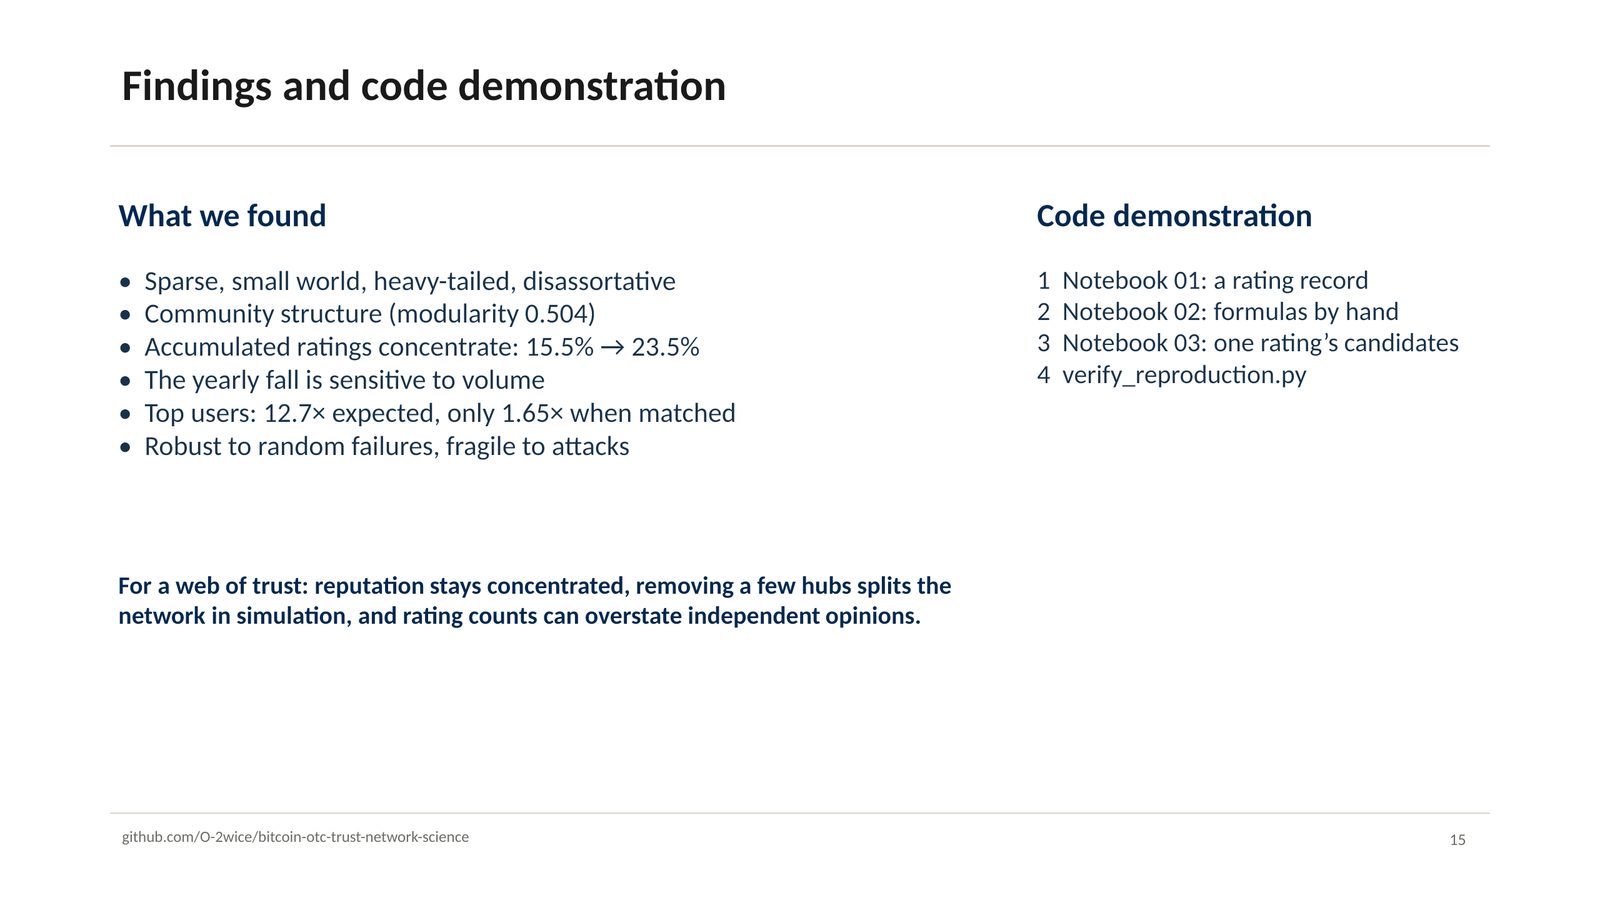 Findings and code demonstration
What we found
• Sparse, small world, heavy-tailed, disassortative
• Community structure (modularity 0.504)
• Accumulated ratings concentrate: 15.5% → 23.5%
• The yearly fall is sensitive to volume
• Top users: 12.7× expected, only 1.65× when matched
• Robust to random failures, fragile to attacks
For a web of trust: reputation stays concentrated, removing a few hubs splits the
network in simulation, and rating counts can overstate independent opinions.
Code demonstration
1 Notebook 01: a rating record
2 Notebook 02: formulas by hand
3 Notebook 03: one rating’s candidates
4 verify_reproduction.py
github.com/O-2wice/bitcoin-otc-trust-network-science
15